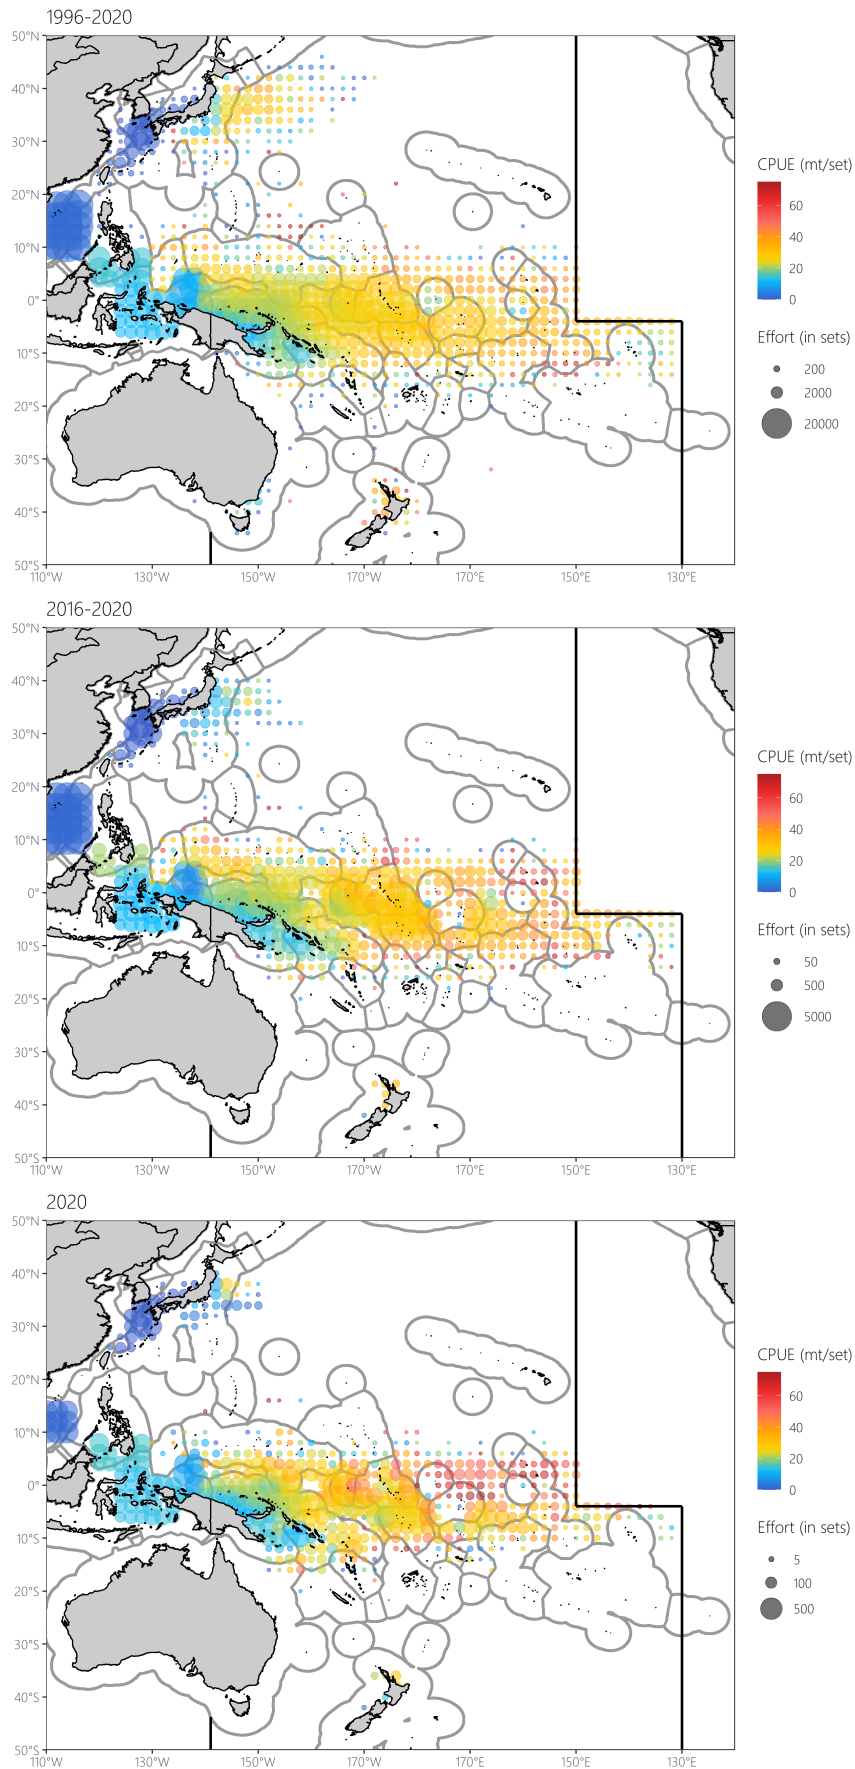 1996-2020
50°N
40°N
30°N
20°N
10°N
0°
10°S
20°S
30°S
40°S
50°S
110°W
130°W
150°W
170°W
170°E
150°E
130°E
CPUE (mt/set)
60
40
20
0
Effort (in sets)
200
2000
20000
2016-2020
50°N
40°N
30°N
20°N
10°N
0°
10°S
20°S
30°S
40°S
50°S
110°W
130°W
150°W
170°W
170°E
150°E
130°E
CPUE (mt/set)
60
40
20
0
Effort (in sets)
50
500
5000
2020
50°N
40°N
30°N
20°N
10°N
0°
10°S
20°S
30°S
40°S
50°S
110°W
130°W
150°W
170°W
170°E
150°E
130°E
CPUE (mt/set)
60
40
20
0
Effort (in sets)
5
100
500